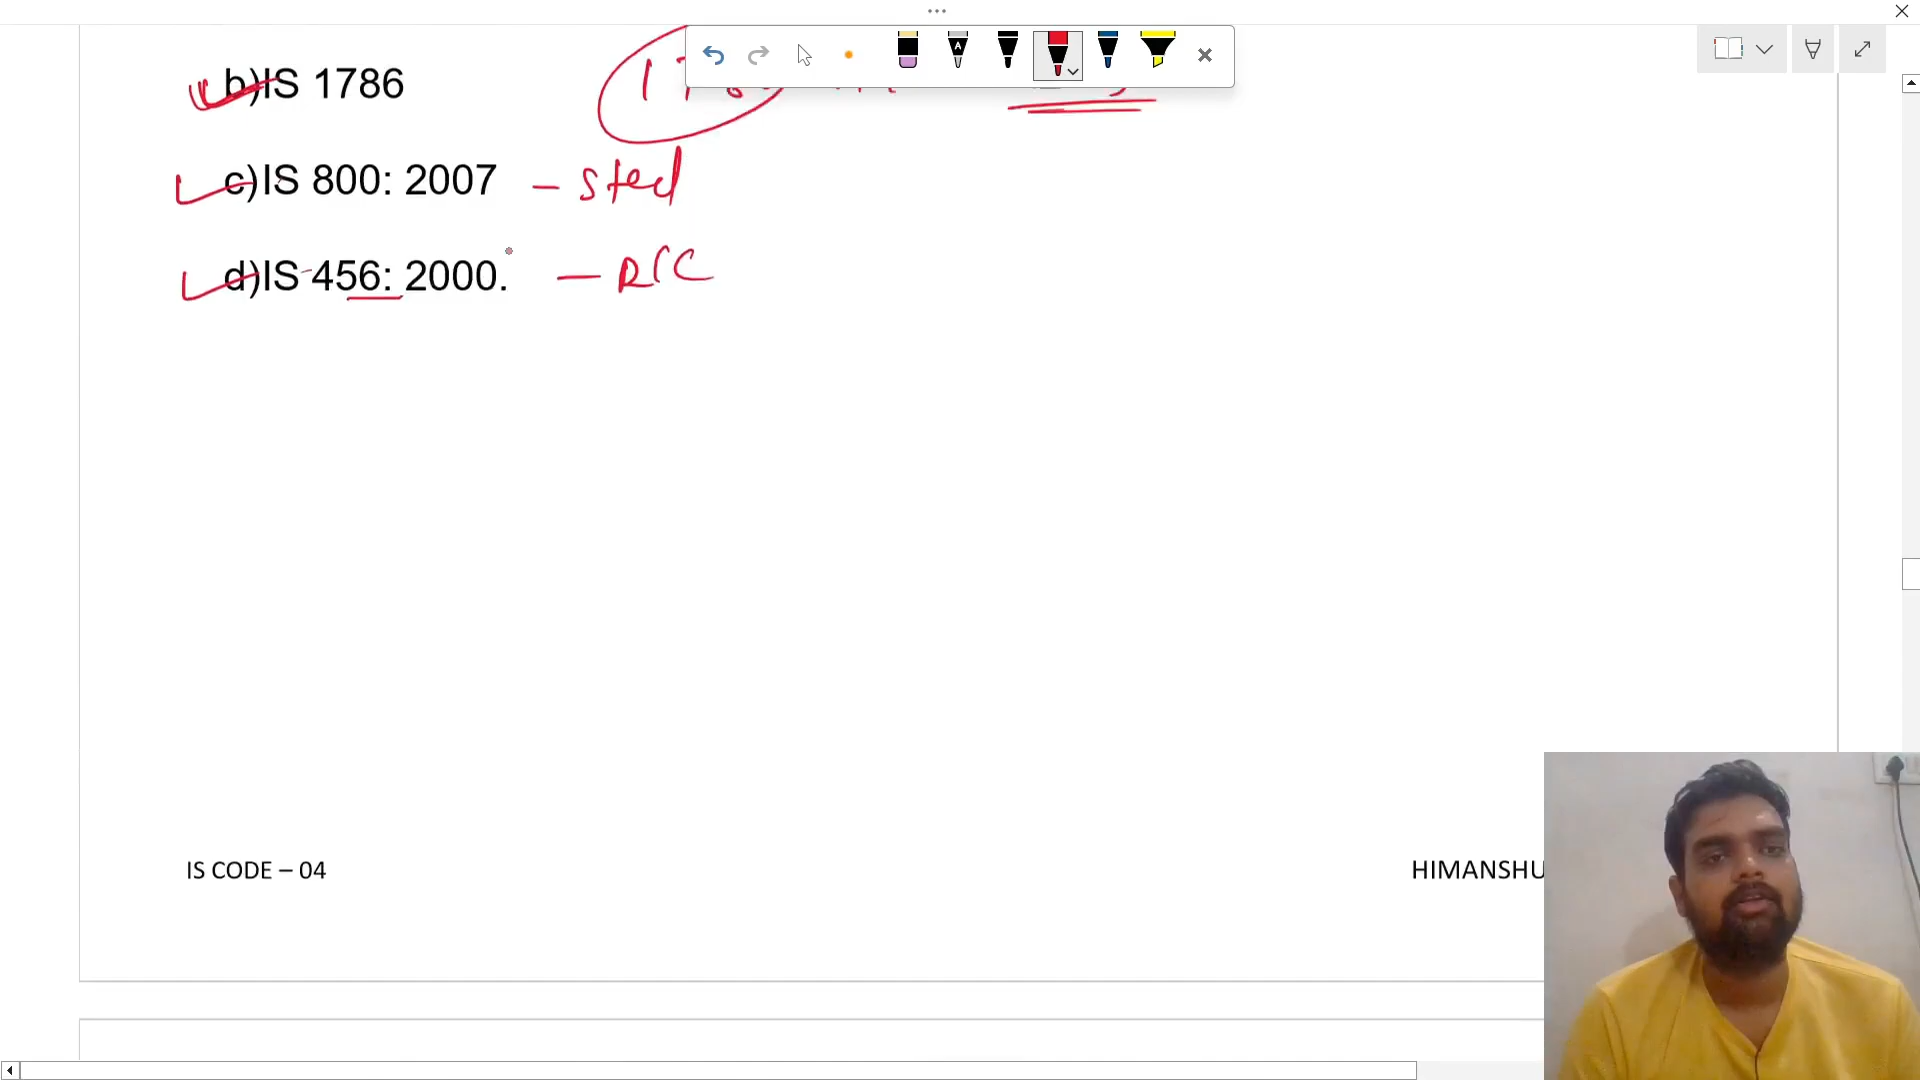 b)IS 1786
c)IS 800: 2007 – steel
d)IS 456: 2000. – RCC
IS CODE – 04
HIMANSHU